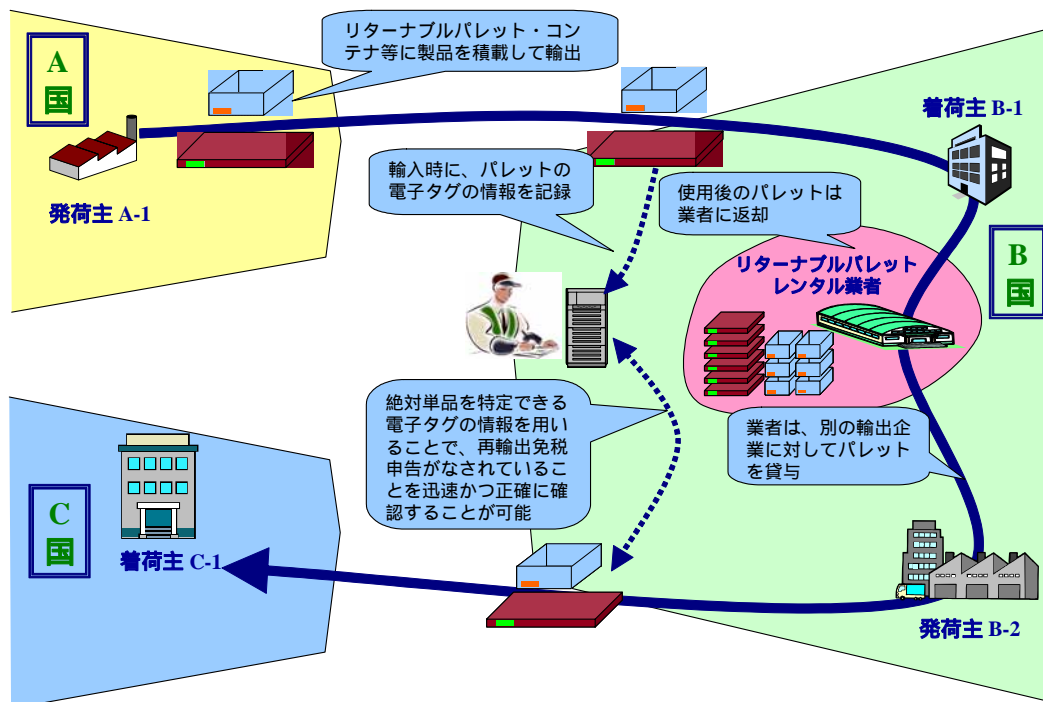 リターナブルパレット・コン
テナ等に製品を積載して輸出
A
国
着荷主 B-1
輸入時に、パレットの
電子タグの情報を記録
使用後のパレットは
業者に返却
発荷主 A-1
B
国
リターナブルパレット
レンタル業者
絶対単品を特定できる
電子タグの情報を用い
ることで、再輸出免税
申告がなされているこ
とを迅速かつ正確に確
認することが可能
業者は、別の輸出企
業に対してパレット
を貸与
C
国
着荷主 C-1
発荷主 B-2